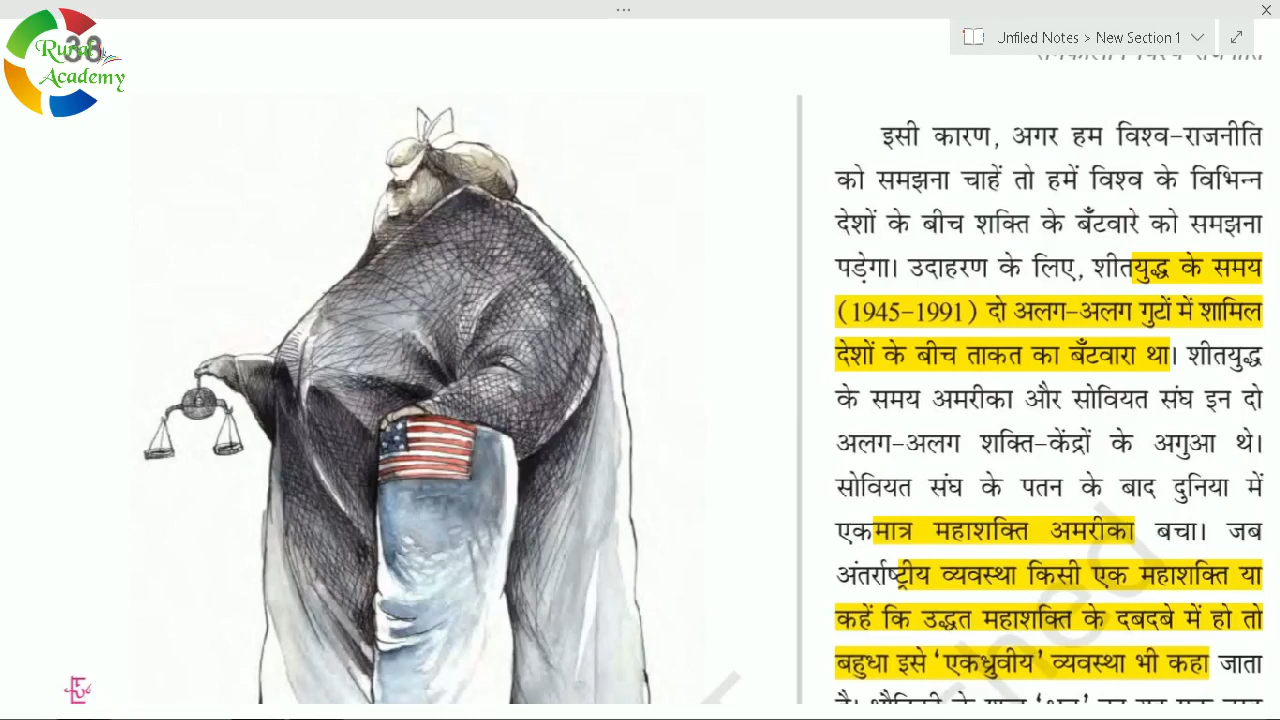 38
Rural
Academy
Unfiled Notes > New Section 1
इसी कारण, अगर हम विश्व-राजनीति
को समझना चाहें तो हमें विश्व के विभिन्न
देशों के बीच शक्ति के बँटवारे को समझना
पड़ेगा। उदाहरण के लिए, शीतयुद्ध के समय
(1945-1991) दो अलग-अलग गुटों में शामिल
देशों के बीच ताकत का बँटवारा था। शीतयुद्ध
के समय अमरीका और सोवियत संघ इन दो
अलग-अलग शक्ति-केंद्रों के अगुआ थे।
सोवियत संघ के पतन के बाद दुनिया में
एकमात्र महाशक्ति अमरीका बचा। जब
अंतर्राष्ट्रीय व्यवस्था किसी एक महाशक्ति या
कहें कि उद्धत महाशक्ति के दबदबे में हो तो
बहुधा इसे ‘एकध्रुवीय’ व्यवस्था भी कहा जाता